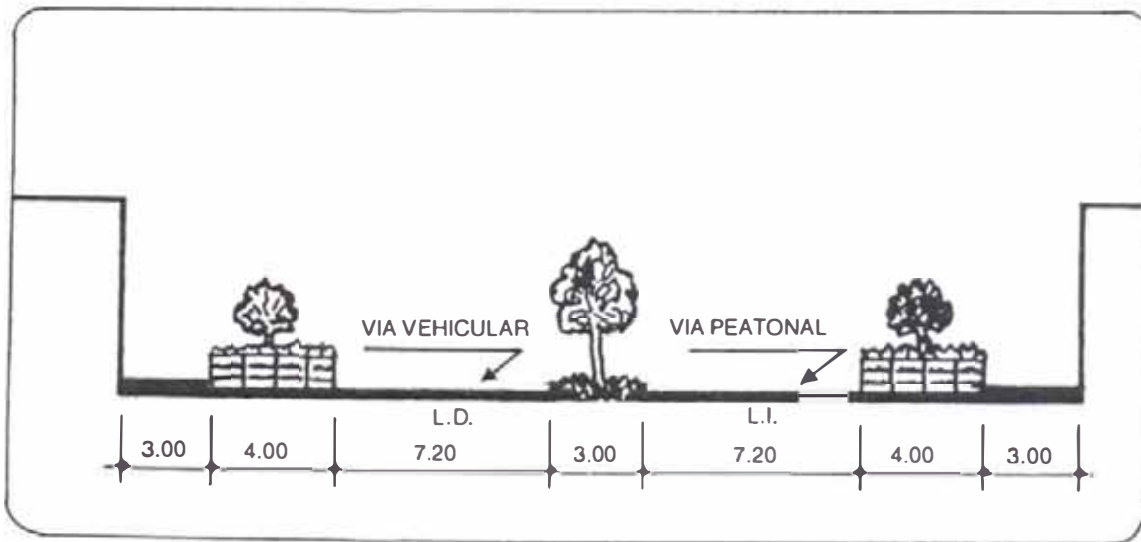 VIA VEHICULAR
VIA PEATONAL
L.D.
L.I.
3.00 4.00 7.20 3.00 7.20 4.00 3.00